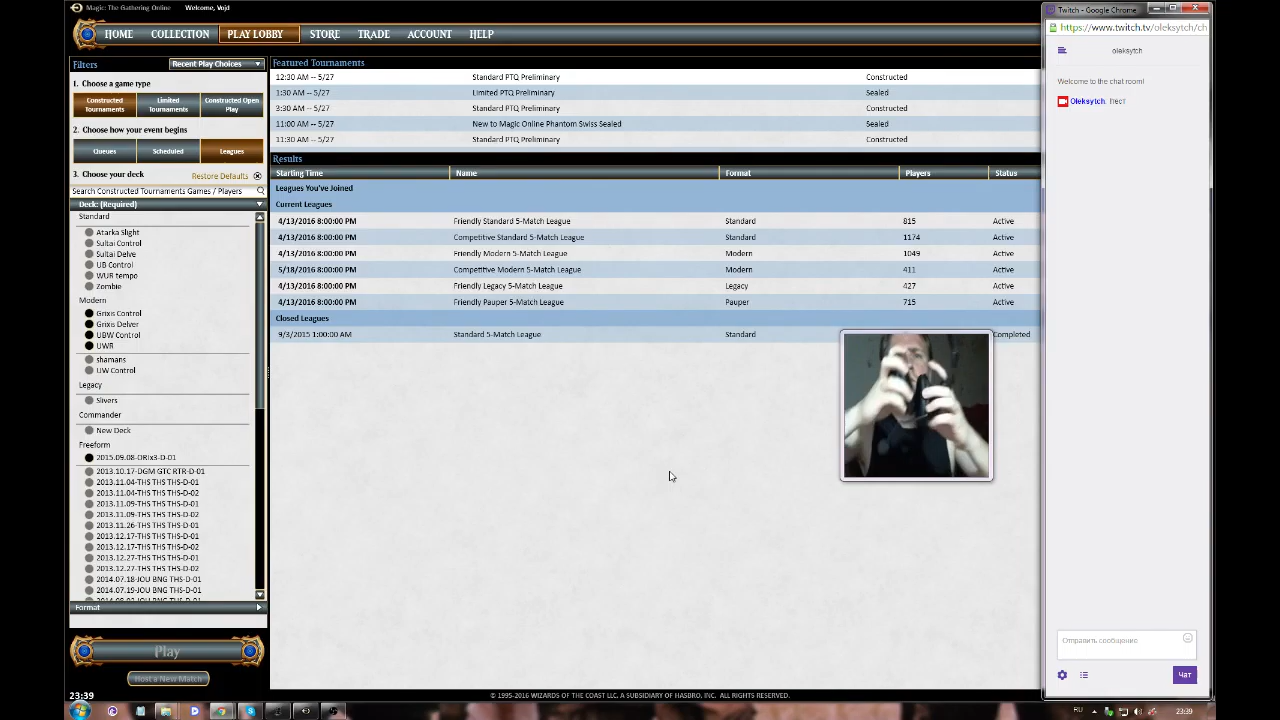 Magic: The Gathering Online Welcome, Vojd
HOME COLLECTION PLAY LOBBY STORE TRADE ACCOUNT HELP
Filters Recent Play Choices
1. Choose a game type
Constructed Tournaments Limited Tournaments Constructed Open Play
2. Choose how your event begins
Queues Scheduled Leagues
3. Choose your deck Restore Defaults
Search Constructed Tournaments Games / Players
Deck: (Required)
Standard
Atarka Slight
Sultai Control
Sultai Delve
UB Control
WUR tempo
Zombie
Modern
Grixis Control
Grixis Delver
UBW Control
UWR
shamans
UW Control
Legacy
Slivers
Commander
New Deck
Freeform
2015.09.08-ORIx3-D-01
2013.10.17-DGM GTC RTR-D-01
2013.11.04-THS THS THS-D-01
2013.11.04-THS THS THS-D-02
2013.11.09-THS THS THS-D-01
2013.11.09-THS THS THS-D-02
2013.11.26-THS THS THS-D-01
2013.12.17-THS THS THS-D-01
2013.12.17-THS THS THS-D-02
2013.12.27-THS THS THS-D-01
2013.12.27-THS THS THS-D-02
2014.07.18-JOU BNG THS-D-01
2014.07.19-JOU BNG THS-D-01
Format
Play
Host a New Match
23:39
Featured Tournaments
12:30 AM -- 5/27 Standard PTQ Preliminary Constructed
1:30 AM -- 5/27 Limited PTQ Preliminary Sealed
3:30 AM -- 5/27 Standard PTQ Preliminary Constructed
11:00 AM -- 5/27 New to Magic Online Phantom Swiss Sealed Sealed
11:30 AM -- 5/27 Standard PTQ Preliminary Constructed
Results
Starting Time Name Format Players Status
Leagues You've Joined
Current Leagues
4/13/2016 8:00:00 PM Friendly Standard 5-Match League Standard 815 Active
4/13/2016 8:00:00 PM Competitive Standard 5-Match League Standard 1174 Active
4/13/2016 8:00:00 PM Friendly Modern 5-Match League Modern 1049 Active
5/18/2016 8:00:00 PM Competitive Modern 5-Match League Modern 411 Active
4/13/2016 8:00:00 PM Friendly Legacy 5-Match League Legacy 427 Active
4/13/2016 8:00:00 PM Friendly Pauper 5-Match League Pauper 715 Active
Closed Leagues
9/3/2015 1:00:00 AM Standard 5-Match League Standard Completed
© 1995-2016 WIZARDS OF THE COAST LLC, A SUBSIDIARY OF HASBRO, INC. ALL RIGHTS RESERVED.
Twitch - Google Chrome
https://www.twitch.tv/oleksytch/ch
oleksytch
Welcome to the chat room!
Oleksytch:
Отправить сообщение
Чат
RU 23:39